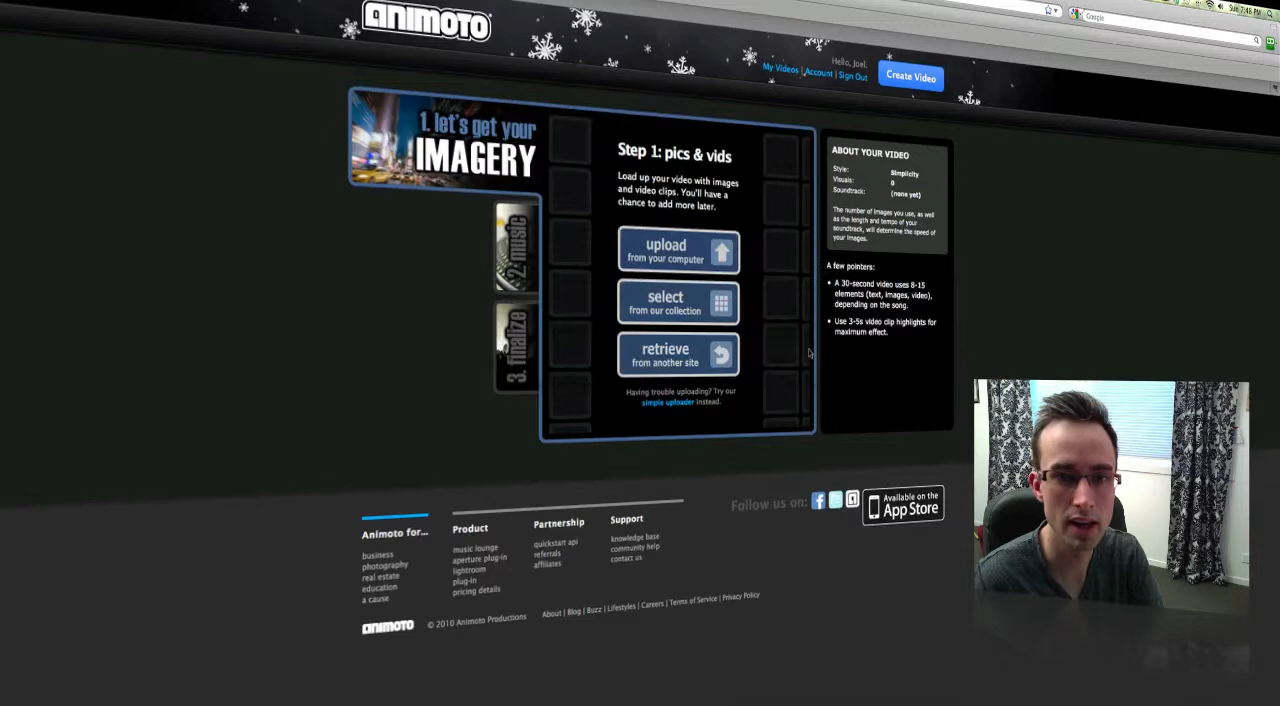 Sun 7:48 PM
Google
ANIMOTO
Hello, Joel.
My Videos | Account | Sign Out
Create Video
1. let's get your
IMAGERY
2. music
3. finalize
Step 1: pics & vids
Load up your video with images
and video clips. You'll have a
chance to add more later.
upload
from your computer
select
from our collection
retrieve
from another site
Having trouble uploading? Try our
simple uploader instead.
ABOUT YOUR VIDEO
Style: Simplicity
Visuals: 0
Soundtrack: (none yet)
The number of images you use, as well
as the length and tempo of your
soundtrack, will determine the speed of
your images.
A few pointers:
• A 30-second video uses 8-15
elements (text, images, video),
depending on the song.
• Use 3-5s video clip highlights for
maximum effect.
Follow us on:
Available on the
App Store
Animoto for...
business
photography
real estate
education
a cause
Product
music lounge
aperture plug-in
lightroom
plug-in
pricing details
Partnership
quickstart api
referrals
affiliates
Support
knowledge base
community help
contact us
ANIMOTO
© 2010 Animoto Productions
About | Blog | Buzz | Lifestyles | Careers | Terms of Service | Privacy Policy